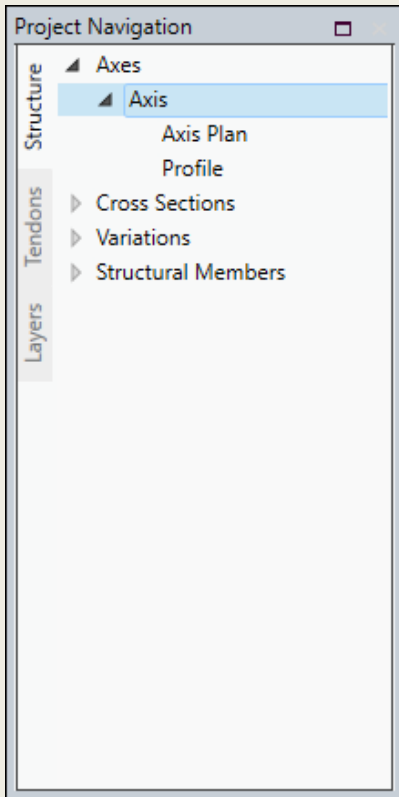 Project Navigation
Structure
Tendons
Layers
Axes
Axis
Axis Plan
Profile
Cross Sections
Variations
Structural Members